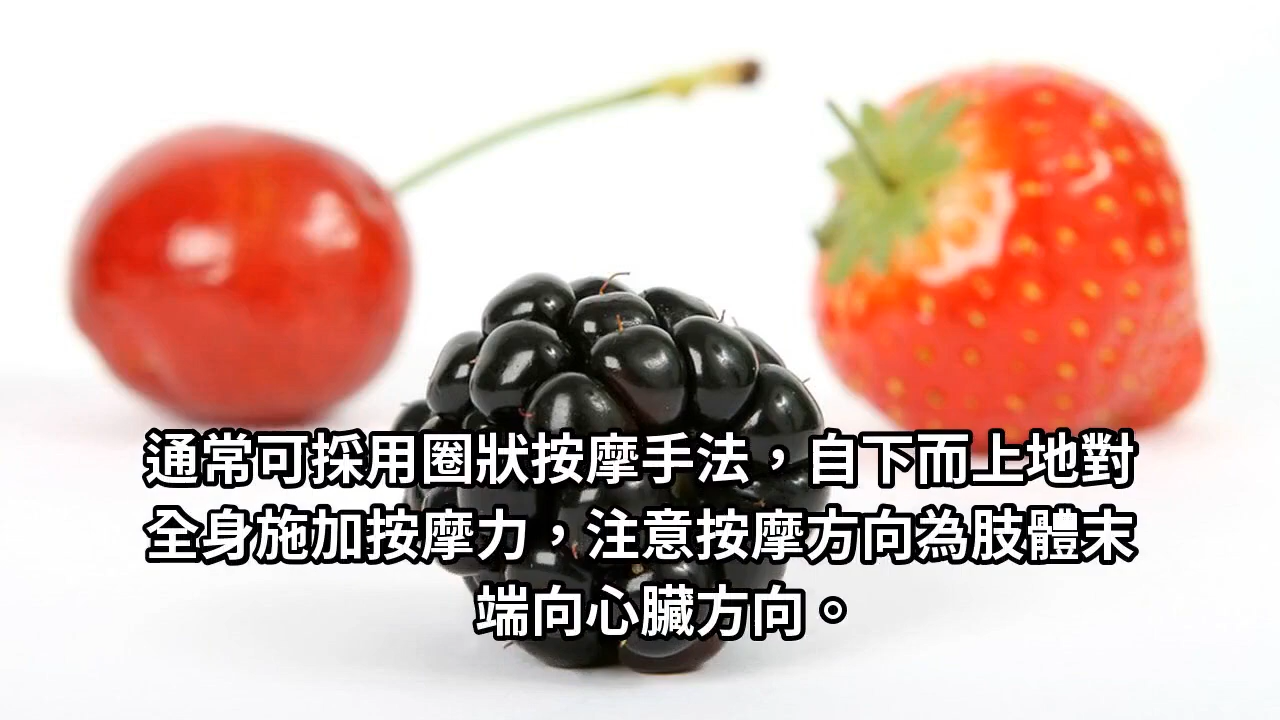 通常可採用圈狀按摩手法，自下而上地對
全身施加按摩力，注意按摩方向為肢體末
端向心臟方向。